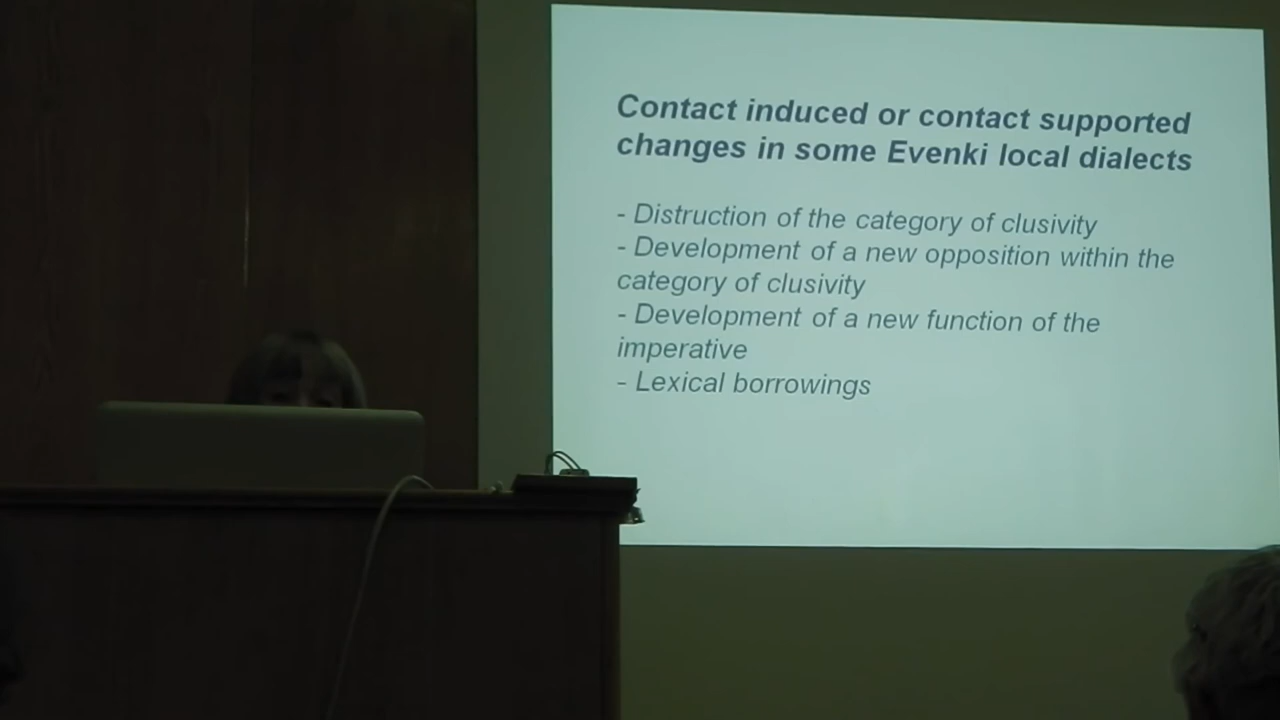 Contact induced or contact supported
changes in some Evenki local dialects
- Distruction of the category of clusivity
- Development of a new opposition within the
category of clusivity
- Development of a new function of the
imperative
- Lexical borrowings